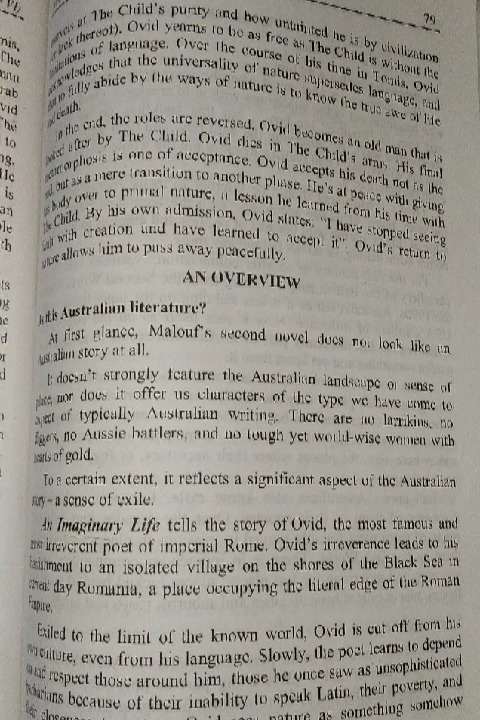 79
at The Child's purity and how untainted he is by civilization
thereof). Ovid yearns to be as free as The Child is without the
of language. Over the course of his time in Tomis, Ovid
that the universality of nature supersedes language, and
to fully abide by the ways of nature is to know the true awe of life
death.
In the end, the roles are reversed. Ovid becomes an old man that is
after by The Child. Ovid dies in The Child's arms. His final
is one of acceptance. Ovid accepts his death not as the
but as a mere transition to another phase. He's at peace with giving
body over to primal nature, a lesson he learned from his time with
Child. By his own admission, Ovid states, "I have stopped seeing
with creation and have learned to accept it". Ovid's return to
allows him to pass away peacefully.
AN OVERVIEW
Is it is Australian literature?
At first glance, Malouf's second novel does not look like an
Australian story at all.
It doesn't strongly feature the Australian landscape or sense of
place, nor does it offer us characters of the type we have come to
expect of typically Australian writing. There are no larrikins, no
no Aussie battlers, and no tough yet world-wise women with
hearts of gold.
To a certain extent, it reflects a significant aspect of the Australian
story – a sense of exile.
An Imaginary Life tells the story of Ovid, the most famous and
most irreverent poet of imperial Rome. Ovid's irreverence leads to his
banishment to an isolated village on the shores of the Black Sea in
current day Romania, a place occupying the literal edge of the Roman
Empire.
Exiled to the limit of the known world, Ovid is cut off from his
own culture, even from his language. Slowly, the poet learns to depend
and respect those around him, those he once saw as unsophisticated
barbarians because of their inability to speak Latin, their poverty, and
nature as something somehow